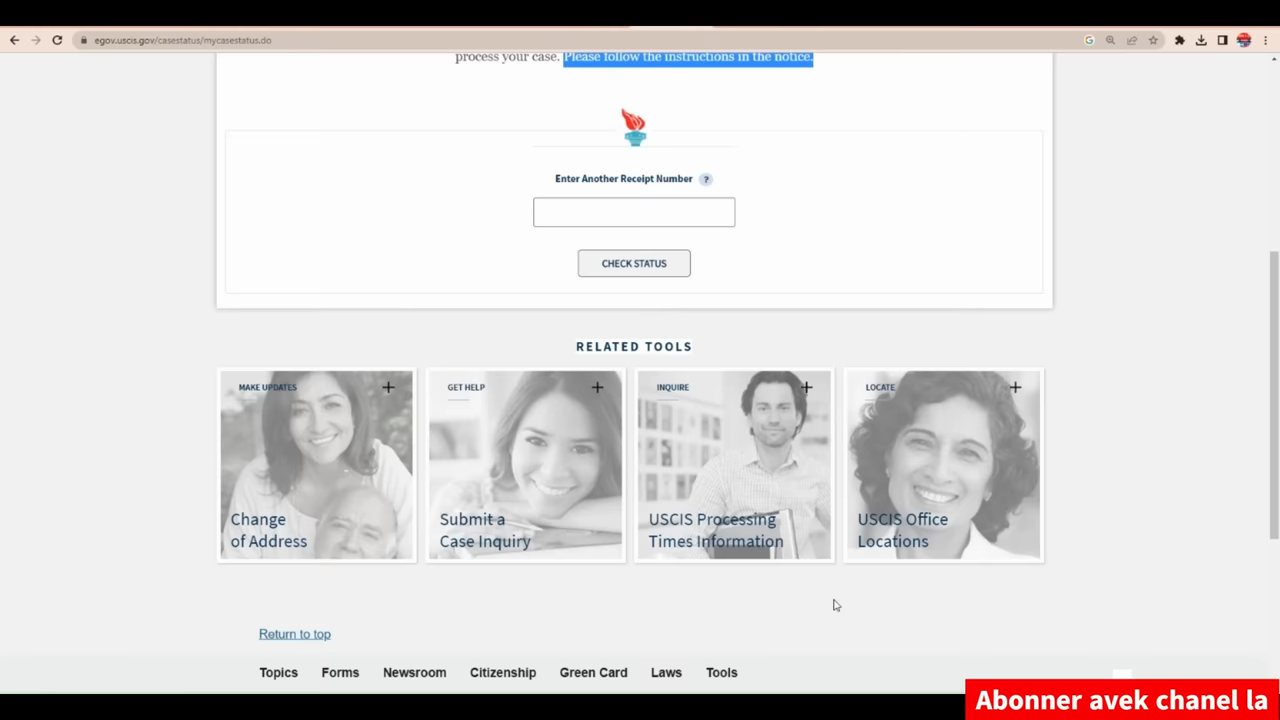 egov.uscis.gov/casestatus/mycasestatus.do
process your case. Please follow the instructions in the notice.
Enter Another Receipt Number ?
CHECK STATUS
RELATED TOOLS
MAKE UPDATES
Change
of Address
GET HELP
Submit a
Case Inquiry
INQUIRE
USCIS Processing
Times Information
LOCATE
USCIS Office
Locations
Return to top
Topics Forms Newsroom Citizenship Green Card Laws Tools
Abonner avek chanel la